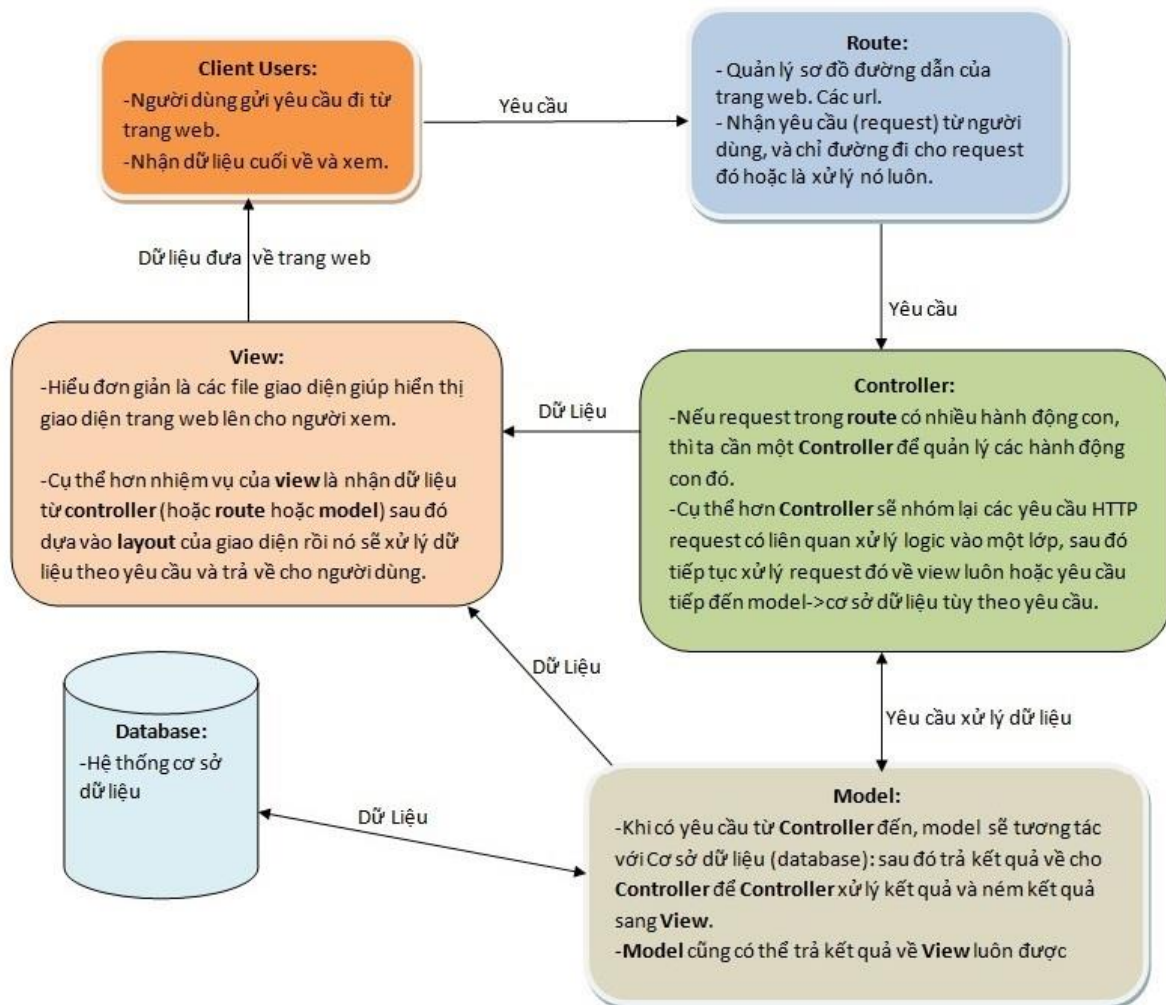 Client Users:
-Người dùng gửi yêu cầu đi từ
trang web.
-Nhận dữ liệu cuối về và xem.
Yêu cầu
Route:
- Quản lý sơ đồ đường dẫn của
trang web. Các url.
- Nhận yêu cầu (request) từ người
dùng, và chỉ đường đi cho request
đó hoặc là xử lý nó luôn.
Dữ liệu đưa về trang web
Yêu cầu
View:
-Hiểu đơn giản là các file giao diện giúp hiển thị
giao diện trang web lên cho người xem.
-Cụ thể hơn nhiệm vụ của view là nhận dữ liệu
từ controller (hoặc route hoặc model) sau đó
dựa vào layout của giao diện rồi nó sẽ xử lý dữ
liệu theo yêu cầu và trả về cho người dùng.
Dữ Liệu
Controller:
-Nếu request trong route có nhiều hành động con,
thì ta cần một Controller để quản lý các hành động
con đó.
-Cụ thể hơn Controller sẽ nhóm lại các yêu cầu HTTP
request có liên quan xử lý logic vào một lớp, sau đó
tiếp tục xử lý request đó về view luôn hoặc yêu cầu
tiếp đến model->cơ sở dữ liệu tùy theo yêu cầu.
Dữ Liệu
Yêu cầu xử lý dữ liệu
Database:
-Hệ thống cơ sở
dữ liệu
Dữ Liệu
Model:
-Khi có yêu cầu từ Controller đến, model sẽ tương tác
với Cơ sở dữ liệu (database): sau đó trả kết quả về cho
Controller để Controller xử lý kết quả và ném kết quả
sang View.
-Model cũng có thể trả kết quả về View luôn được